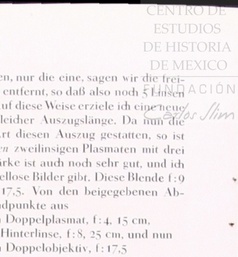 CENTRO DE
ESTUDIOS
DE HISTORIA
DE MEXICO
FUNDACIÓN
Carlos Slim
en, nur die eine, sagen wir die frei-
entfernt, so daß also noch 5 Linsen
uf diese Weise erziele ich eine neue
leicher Auszugslänge. Da nun die
rt diesen Auszug gestatten, so ist
n zweilinsigen Plasmaten mit drei
ärke ist auch noch sehr gut, und ich
ellose Bilder gibt. Diese Blende f:9
17,5. Von den beigegebenen Ab-
ndpunkte aus
n Doppelplasmat, f:4, 15 cm,
Hinterlinse, f:8, 25 cm, und nun
n Doppelobjektiv, f:17,5